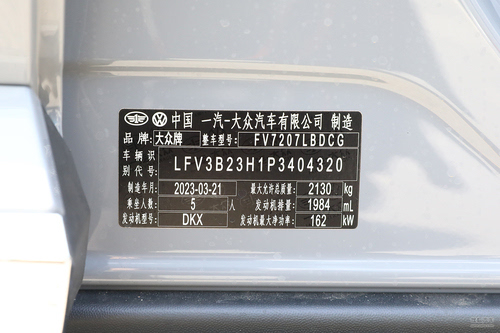 中国 一汽-大众汽车有限公司 制造
品牌: 大众牌 整车型号: FV7207LBDCG
车辆识别代号: LFV3B23H1P3404320
制造年月: 2023-03-21 最大允许总质量: 2130 kg
乘坐人数: 5 人 发动机排量: 1984 mL
发动机型号: DKX 发动机最大净功率: 162 kW